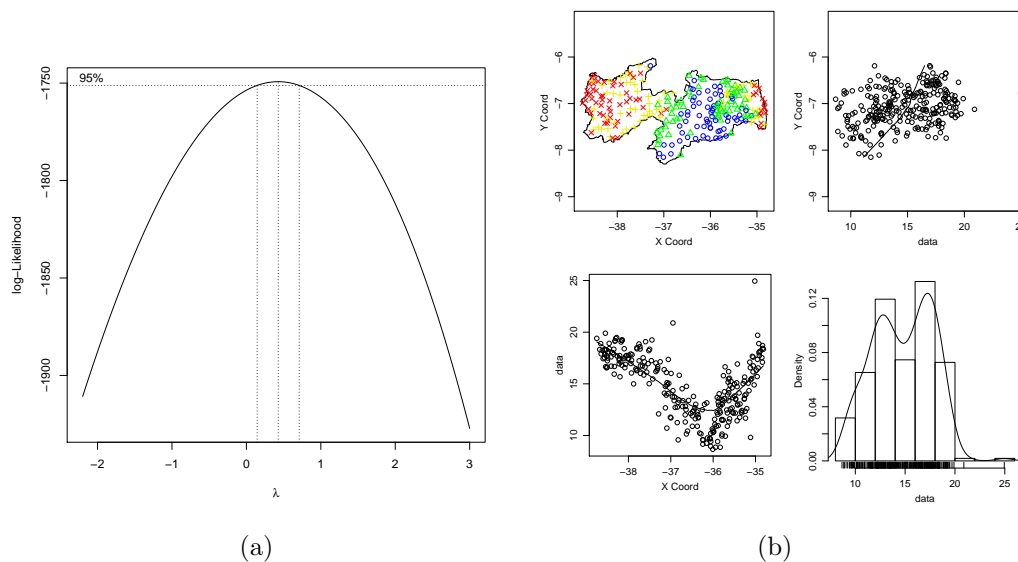 95%
−1750
−1800
−1850
−1900
log−Likelihood
−2 −1 0 1 2 3
λ
(a)
−6
−7
−8
−9
Y Coord
−38 −37 −36 −35
X Coord
−6
−7
−8
−9
Y Coord
10 15 20 25
data
25
20
15
10
data
−38 −37 −36 −35
X Coord
0.12
0.08
0.04
0.00
Density
10 15 20 25
data
(b)